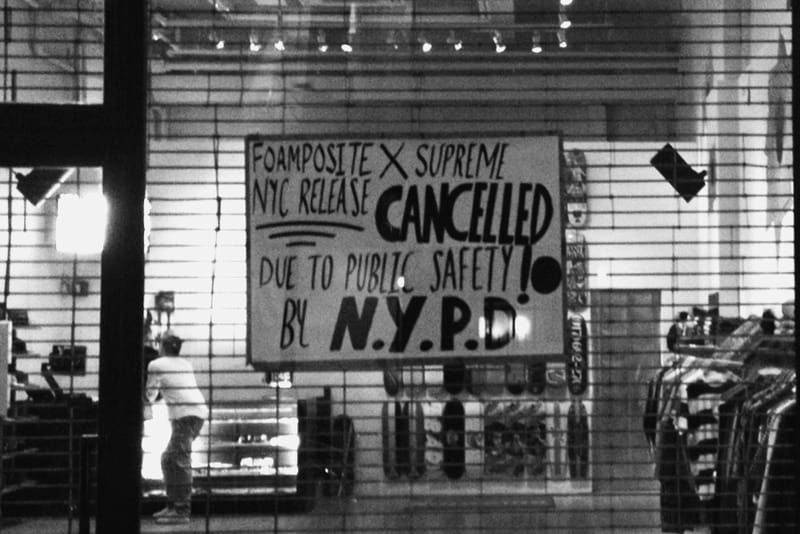 FOAMPOSITE X SUPREME
NYC RELEASE CANCELLED
DUE TO PUBLIC SAFETY!
BY N.Y.P.D